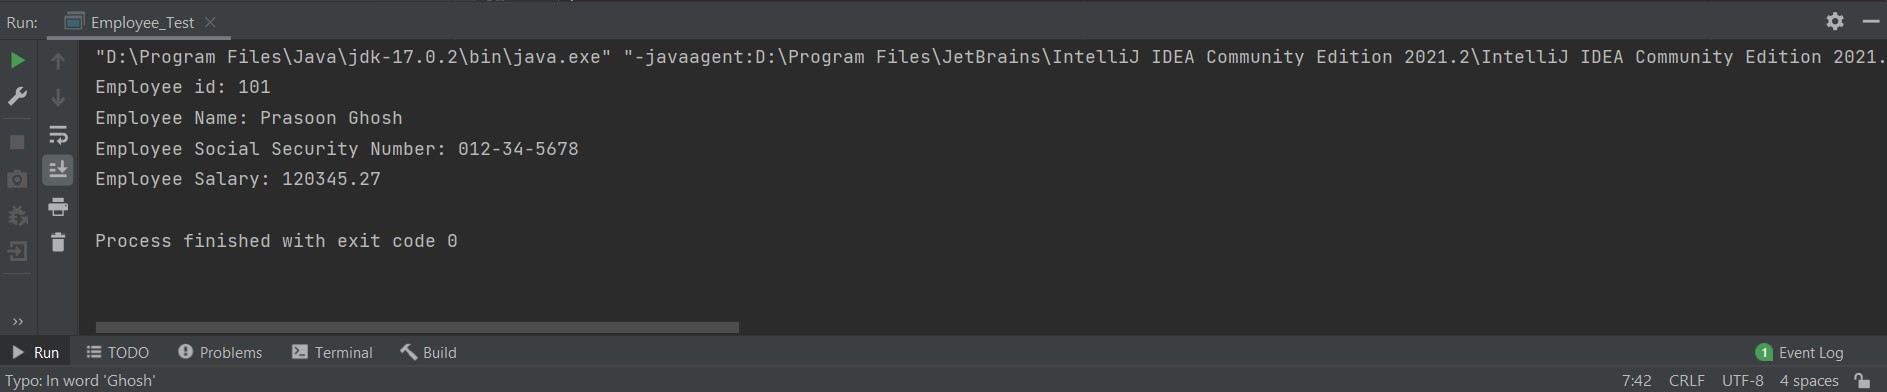 Run: Employee_Test
"D:\Program Files\Java\jdk-17.0.2\bin\java.exe" "-javaagent:D:\Program Files\JetBrains\IntelliJ IDEA Community Edition 2021.2\IntelliJ IDEA Community Edition 2021.
Employee id: 101
Employee Name: Prasoon Ghosh
Employee Social Security Number: 012-34-5678
Employee Salary: 120345.27
Process finished with exit code 0
Run TODO Problems Terminal Build 1 Event Log
Typo: In word 'Ghosh' 7:42 CRLF UTF-8 4 spaces